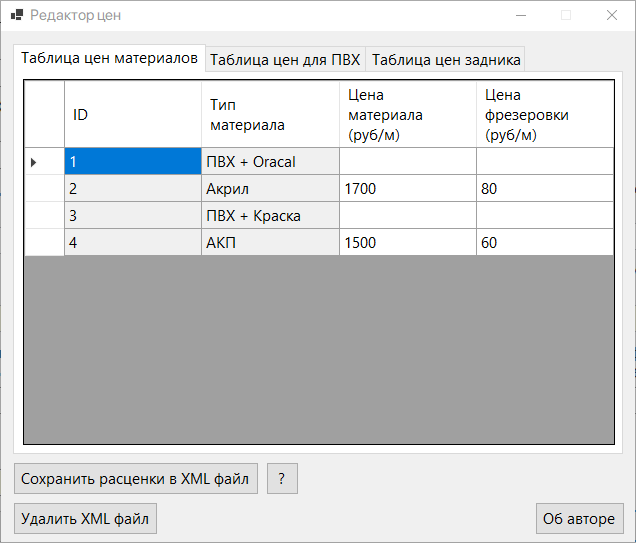 Редактор цен
Таблица цен материалов Таблица цен для ПВХ Таблица цен задника
ID Тип материала Цена материала (руб/м) Цена фрезеровки (руб/м)
1 ПВХ + Oracal
2 Акрил 1700 80
3 ПВХ + Краска
4 АКП 1500 60
Сохранить расценки в XML файл ?
Удалить XML файл Об авторе